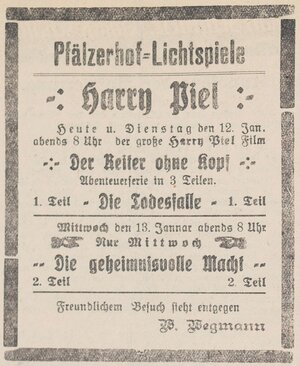 Pfälzerhof-Lichtspiele
-: Harry Piel :-
Heute u. Dienstag den 12. Jan.
abends 8 Uhr der große Harry Piel Film
-:- Der Reiter ohne Kopf -:-
Abenteuerserie in 3 Teilen.
1. Teil - Die Todesfalle - 1. Teil
Mittwoch den 13. Januar abends 8 Uhr
Nur Mittwoch
-- Die geheimnisvolle Macht --
2. Teil 2. Teil
Freundlichem Besuch sieht entgegen
W. Wegmann